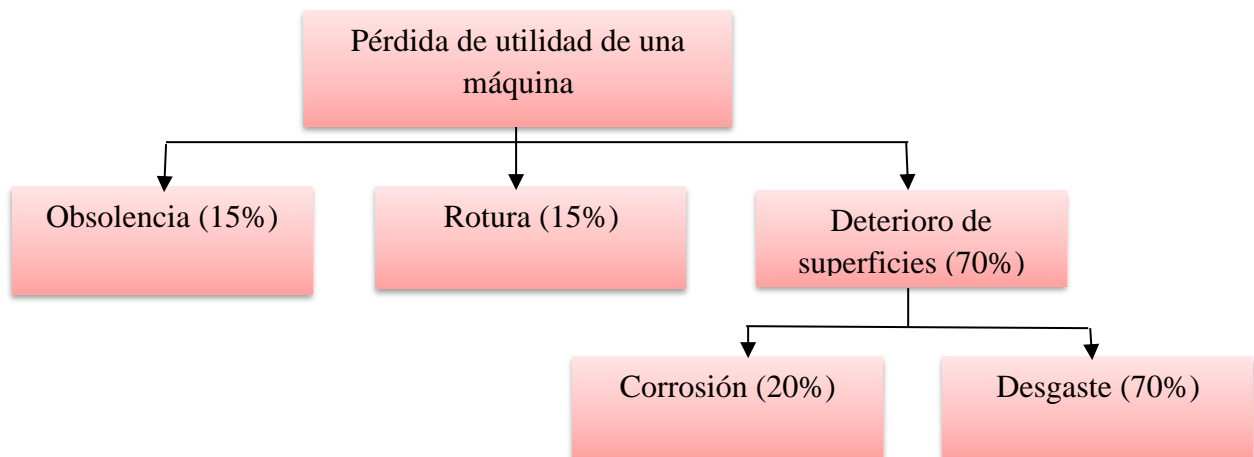 Pérdida de utilidad de una
máquina
Obsolencia (15%)
Rotura (15%)
Deterioro de
superficies (70%)
Corrosión (20%)
Desgaste (70%)